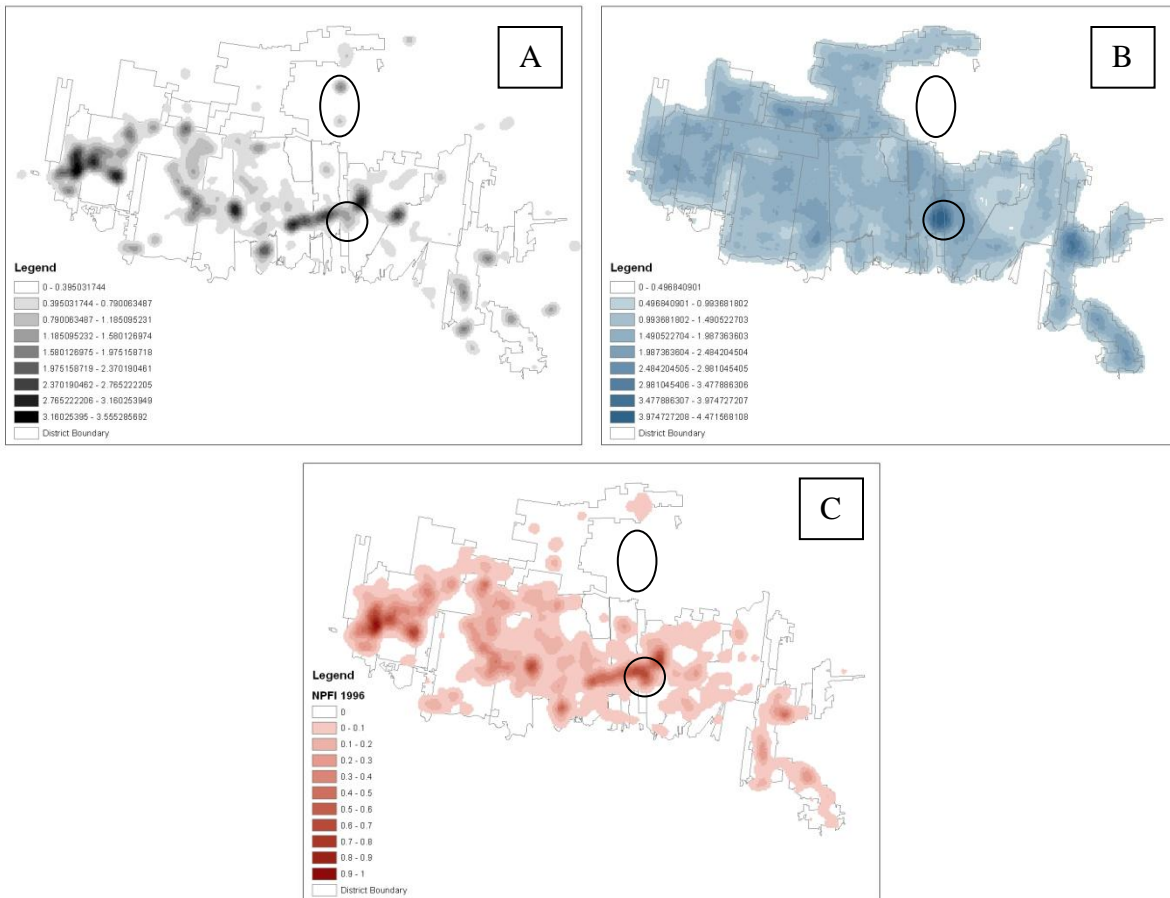 A
Legend
0 - 0.395031744
0.395031744 - 0.790063487
0.790063487 - 1.185095231
1.185095232 - 1.580126974
1.580126975 - 1.975158718
1.975158719 - 2.370190461
2.370190462 - 2.765222205
2.765222206 - 3.160253949
3.16025395 - 3.555285692
District Boundary
B
Legend
0 - 0.496840901
0.496840901 - 0.993681802
0.993681802 - 1.490522703
1.490522704 - 1.987363603
1.987363604 - 2.484204504
2.484204505 - 2.981045405
2.981045406 - 3.477886306
3.477886307 - 3.974727207
3.974727208 - 4.471568108
District Boundary
C
Legend
NPFI 1996
0
0 - 0.1
0.1 - 0.2
0.2 - 0.3
0.3 - 0.4
0.4 - 0.5
0.5 - 0.6
0.6 - 0.7
0.7 - 0.8
0.8 - 0.9
0.9 - 1
District Boundary